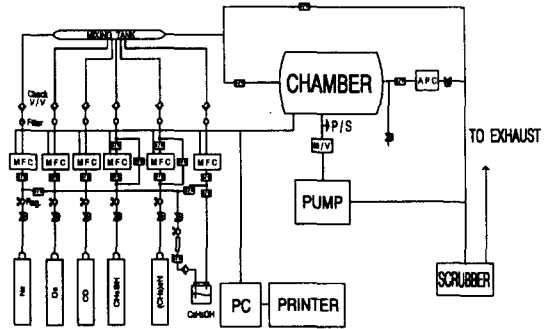 MIXING TANK
CHAMBER
Check
V/V
Filter
APC
P/S
M/V
TO EXHAUST
MFC MFC MFC MFC MFC MFC
Reg.
PUMP
SCRUBBER
N₂
O₂
CO
CH₃SH
(CH₃)₃N
C₂H₅OH
PC
PRINTER